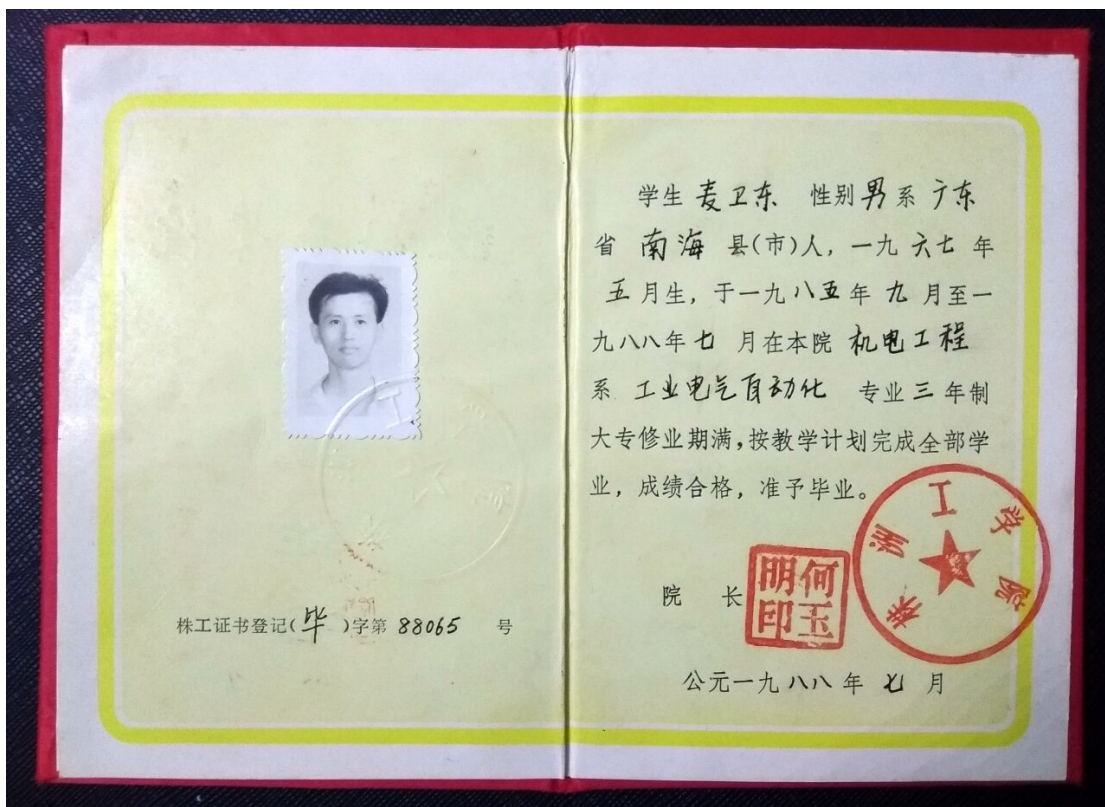 株工证书登记(毕)字第 88065 号
学生 麦卫东 性别 男 系 广东
省 南海 县(市)人，一九 六七 年
五 月生，于一九 八五 年 九 月至一
九八八年 七 月在本院 机电工程
系 工业电气自动化 专业 三 年制
大专修业期满，按教学计划完成全部学
业，成绩合格，准予毕业。
院 长
何玉明印
株洲工学院
公元一九 八八 年 七 月